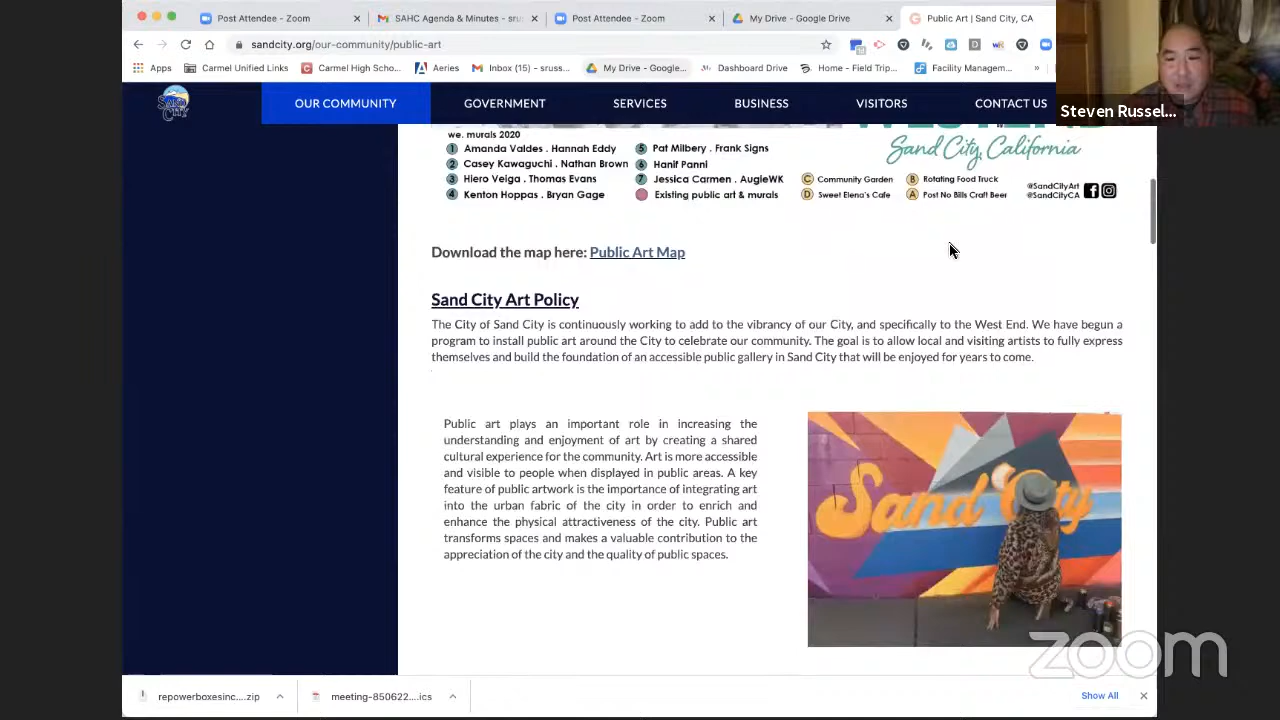 Post Attendee - Zoom
SAHC Agenda & Minutes - srus
Post Attendee - Zoom
My Drive - Google Drive
Public Art | Sand City, CA
sandcity.org/our-community/public-art
Apps
Carmel Unified Links
Carmel High Scho...
Aeries
Inbox (15) - sruss...
My Drive - Google...
Dashboard Drive
Home - Field Trip...
Facility Managem...
»
Steven Russel...
SAND CITY
OUR COMMUNITY
GOVERNMENT
SERVICES
BUSINESS
VISITORS
CONTACT US
we. murals 2020
1 Amanda Valdes . Hannah Eddy
2 Casey Kawaguchi . Nathan Brown
3 Hiero Veiga . Thomas Evans
4 Kenton Hoppas . Bryan Gage
5 Pat Milbery . Frank Signs
6 Hanif Panni
7 Jessica Carmen . AugieWK
Existing public art & murals
Sand City, California
C Community Garden
D Sweet Elena's Cafe
B Rotating Food Truck
A Post No Bills Craft Beer
@SandCityArt
@SandCityCA
Download the map here: Public Art Map
Sand City Art Policy
The City of Sand City is continuously working to add to the vibrancy of our City, and specifically to the West End. We have begun a
program to install public art around the City to celebrate our community. The goal is to allow local and visiting artists to fully express
themselves and build the foundation of an accessible public gallery in Sand City that will be enjoyed for years to come.
Public art plays an important role in increasing the
understanding and enjoyment of art by creating a shared
cultural experience for the community. Art is more accessible
and visible to people when displayed in public areas. A key
feature of public artwork is the importance of integrating art
into the urban fabric of the city in order to enrich and
enhance the physical attractiveness of the city. Public art
transforms spaces and makes a valuable contribution to the
appreciation of the city and the quality of public spaces.
Sand City
zoom
repowerboxesinc....zip
meeting-850622....ics
Show All